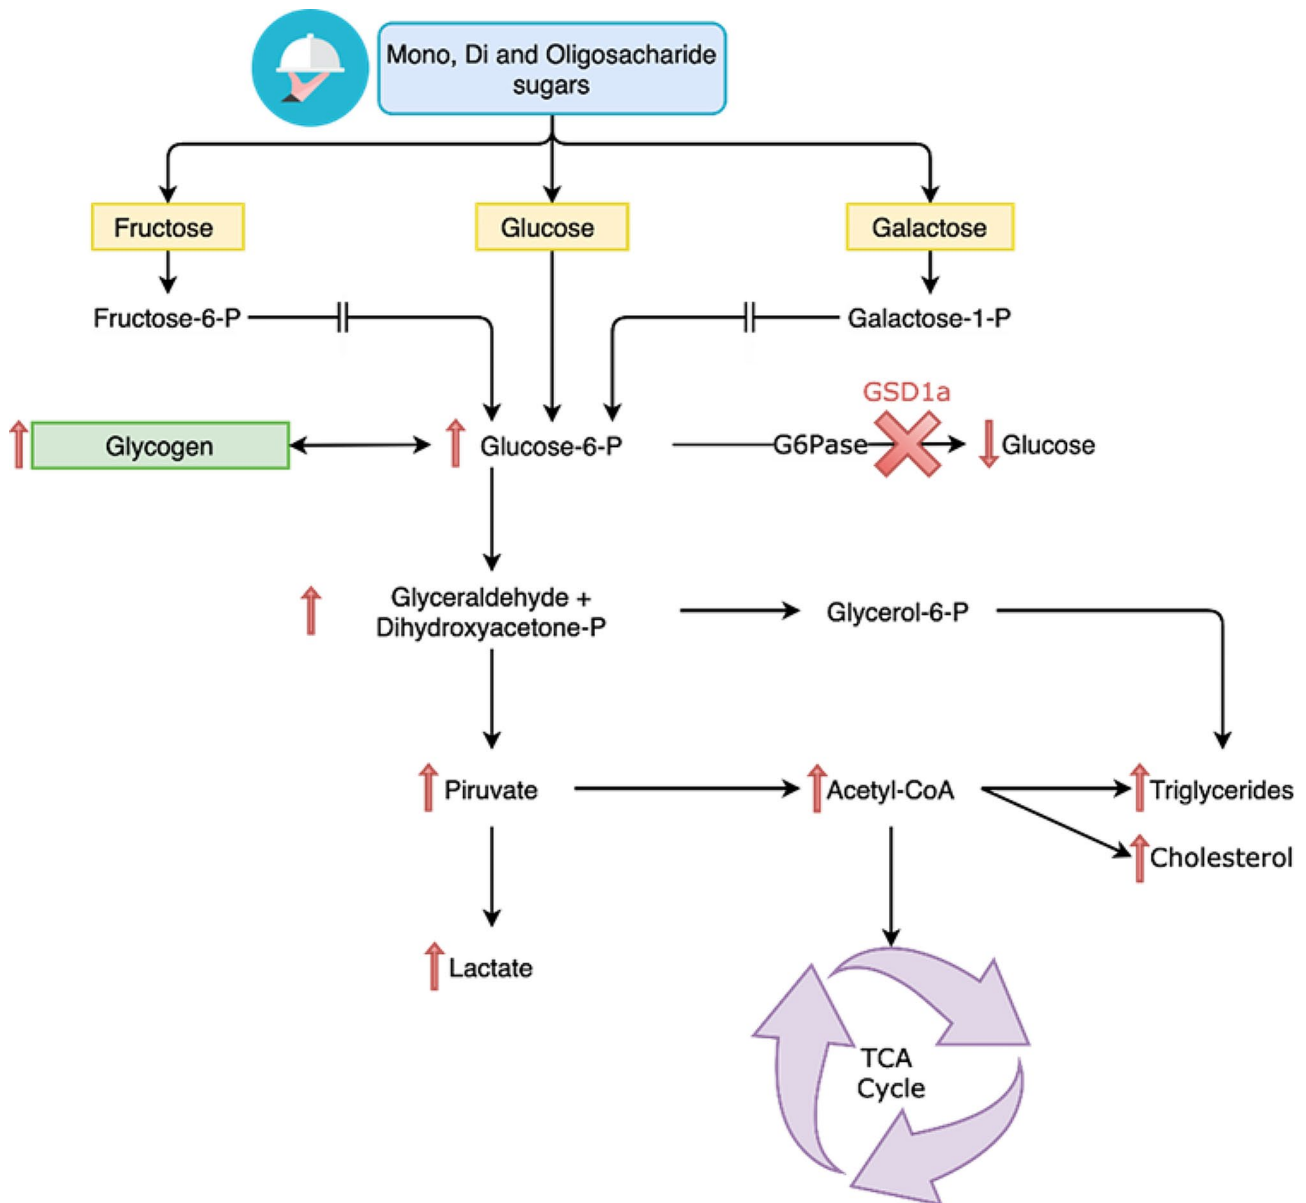 Mono, Di and Oligosacharide
sugars
Fructose
Glucose
Galactose
Fructose-6-P
Galactose-1-P
GSD1a
Glycogen
Glucose-6-P
G6Pase
Glucose
Glyceraldehyde +
Dihydroxyacetone-P
Glycerol-6-P
Piruvate
Acetyl-CoA
Triglycerides
Cholesterol
Lactate
TCA
Cycle